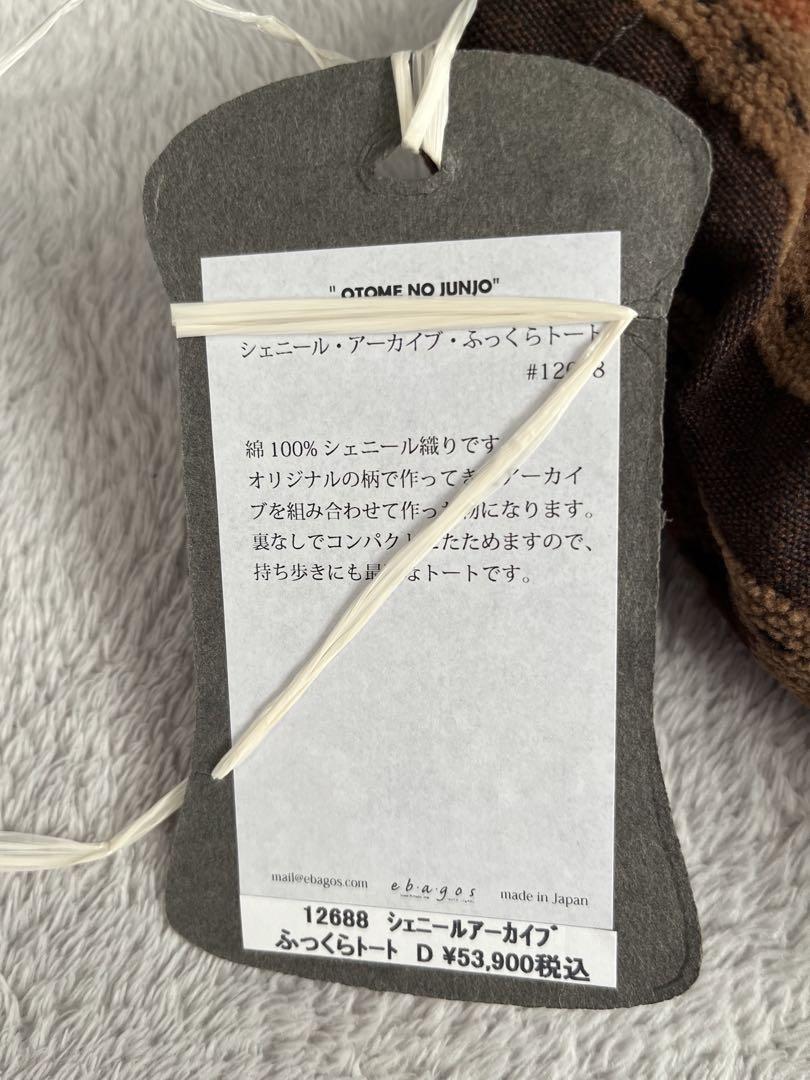 " OTOME NO JUNJO"
シェニール・アーカイブ・ふっくらトート
綿 100% シェニール織りです
オリジナルの柄で作ってき アーカイ
ブを組み合わせて作った になります。
裏なしでコンパクト たためますので、
持ち歩きにも なトートです。
mail@ebagos.com e・b・a・g・o・s made in Japan
12688 シェニールアーカイブ
ふっくらトート D ¥53,900税込